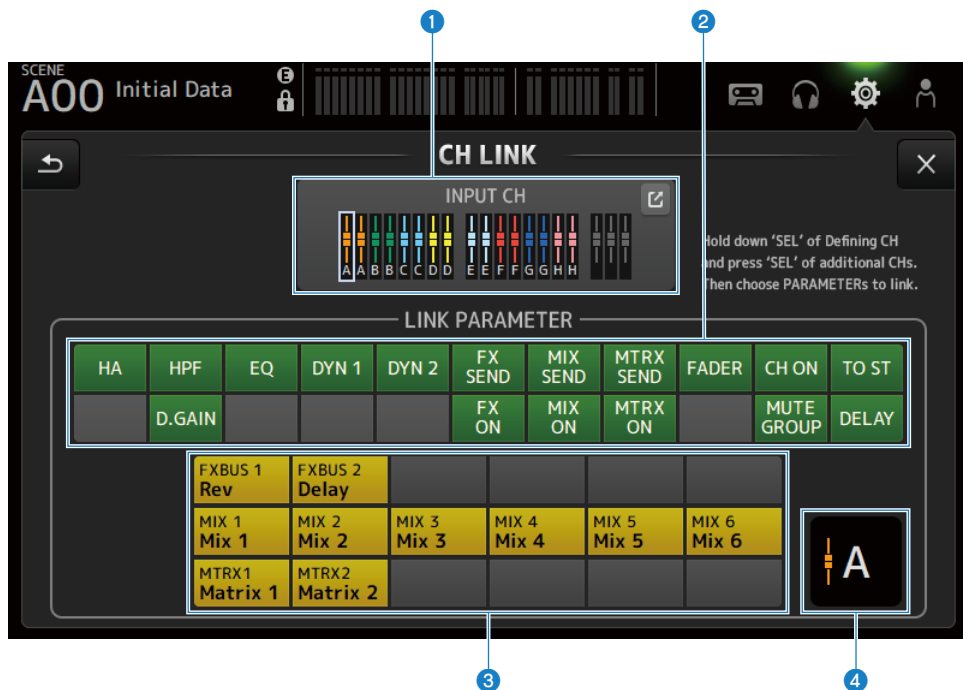 1
2
SCENE
A00 Initial Data
E
CH LINK
INPUT CH
A A B B C C D D E E F F G G H H
Hold down 'SEL' of Defining CH
and press 'SEL' of additional CHs.
Then choose PARAMETERs to link.
LINK PARAMETER
HA HPF EQ DYN 1 DYN 2 FX SEND MIX SEND MTRX SEND FADER CH ON TO ST
D.GAIN FX ON MIX ON MTRX ON MUTE GROUP DELAY
FXBUS 1 FXBUS 2
Rev Delay
MIX 1 MIX 2 MIX 3 MIX 4 MIX 5 MIX 6
Mix 1 Mix 2 Mix 3 Mix 4 Mix 5 Mix 6
MTRX1 MTRX2
Matrix 1 Matrix 2
A
3
4